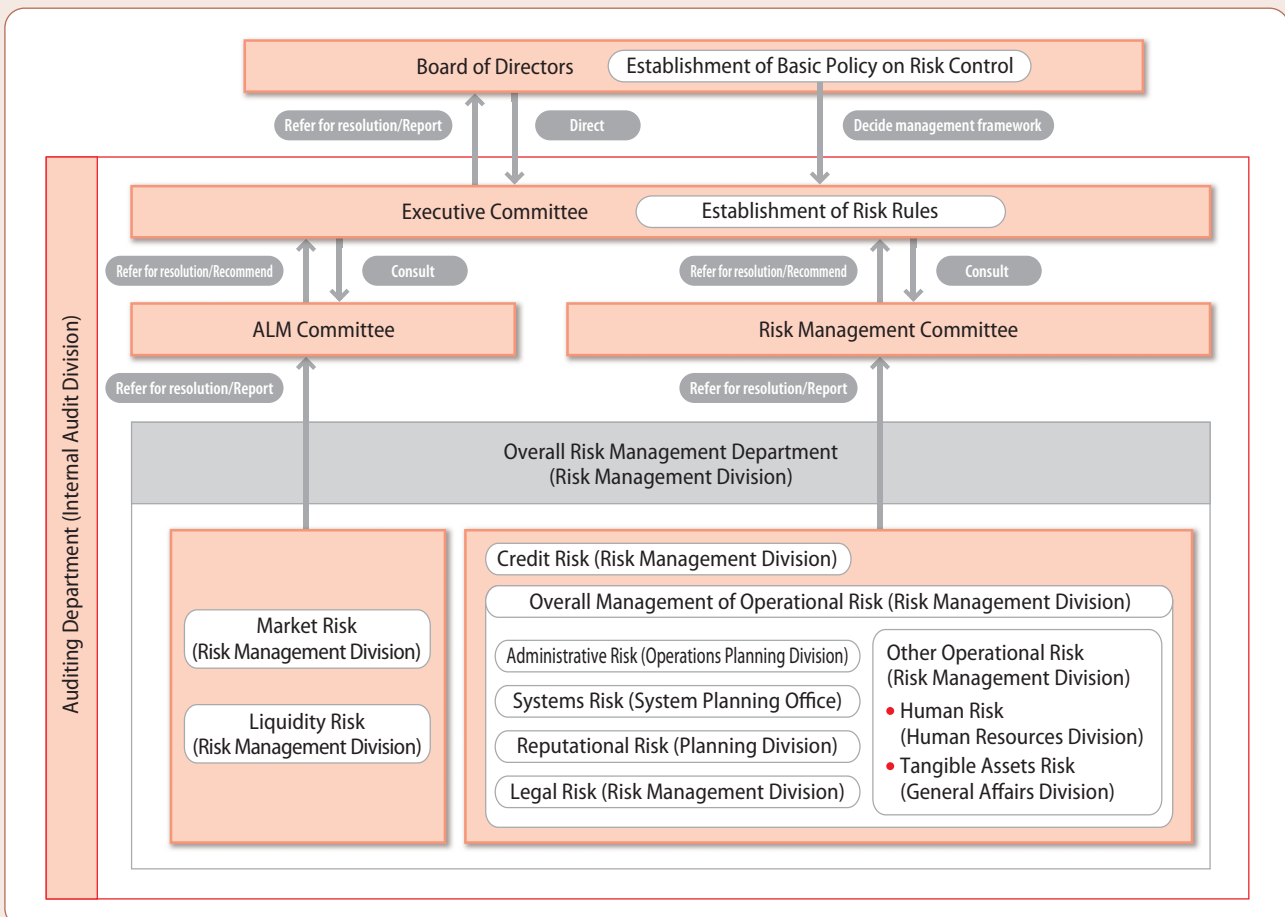 Board of Directors
Establishment of Basic Policy on Risk Control
Refer for resolution/Report
Direct
Decide management framework
Auditing Department (Internal Audit Division)
Executive Committee
Establishment of Risk Rules
Refer for resolution/Recommend
Consult
Refer for resolution/Recommend
Consult
ALM Committee
Risk Management Committee
Refer for resolution/Report
Refer for resolution/Report
Overall Risk Management Department
(Risk Management Division)
Market Risk
(Risk Management Division)
Liquidity Risk
(Risk Management Division)
Credit Risk (Risk Management Division)
Overall Management of Operational Risk (Risk Management Division)
Administrative Risk (Operations Planning Division)
Systems Risk (System Planning Office)
Reputational Risk (Planning Division)
Legal Risk (Risk Management Division)
Other Operational Risk
(Risk Management Division)
• Human Risk
(Human Resources Division)
• Tangible Assets Risk
(General Affairs Division)